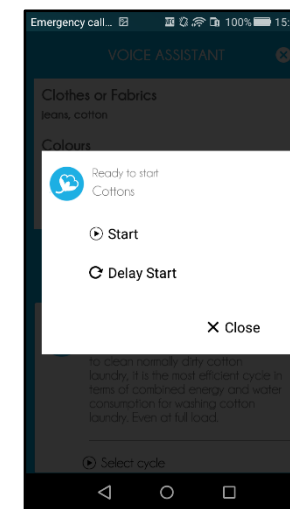 Emergency call... 100% 15:
VOICE ASSISTANT
Clothes or Fabrics
jeans, cotton
Colours
Ready to start
Cottons
Start
Delay Start
Close
to clean normally dirty cotton
laundry, it is the most efficient cycle in
terms of combined energy and water
consumption for washing cotton
laundry. Even at full load.
Select cycle